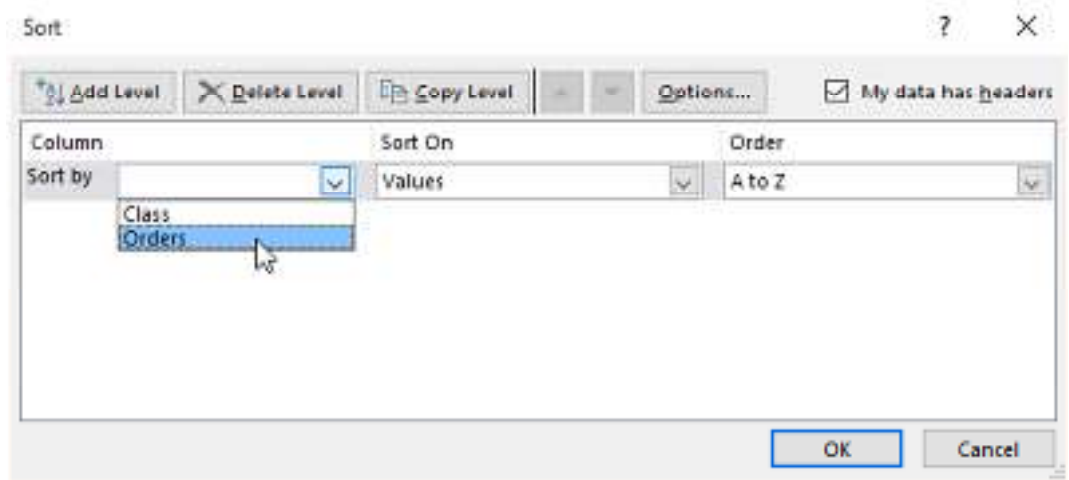 Sort ?
Add Level Delete Level Copy Level Options... My data has headers
Column Sort On Order
Sort by Values A to Z
Class
Orders
OK Cancel